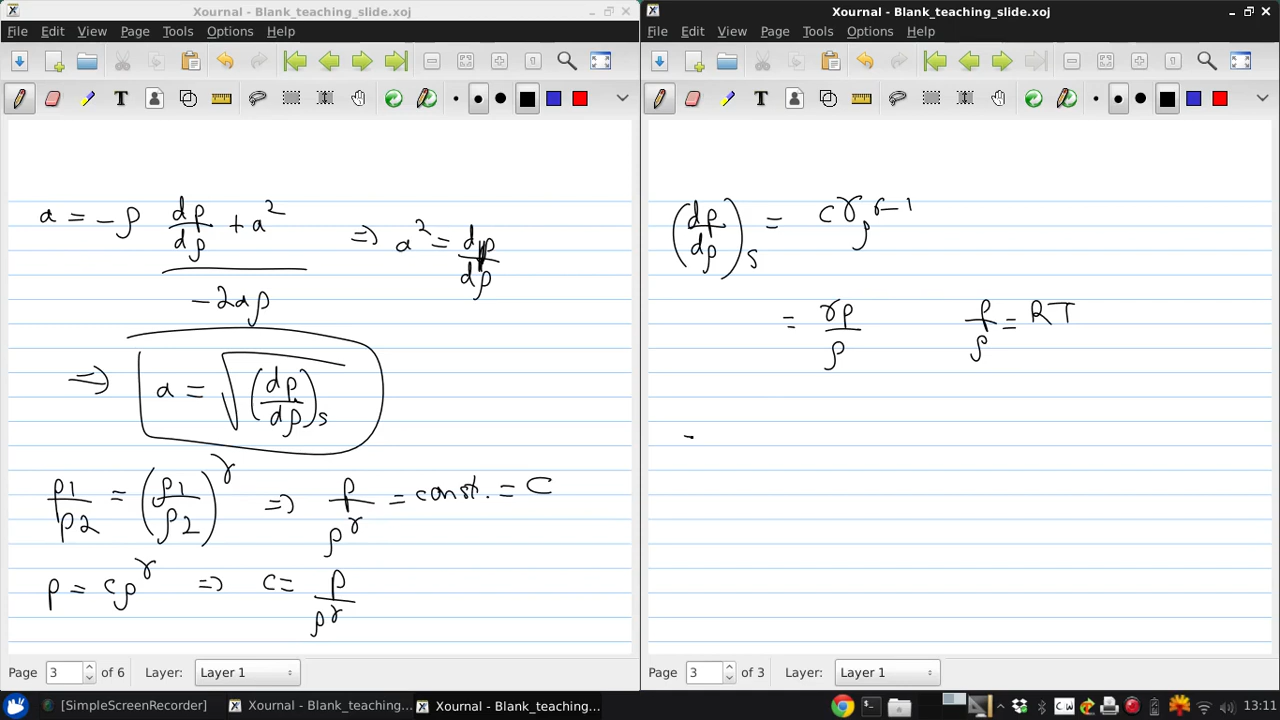 Xournal - Blank_teaching_slide.xoj
File Edit View Page Tools Options Help
a = -ρ dp/dρ + a² / -2aρ ⇒ a² = dp/dρ
⇒ a = √(dp/dρ)s
p1/p2 = (ρ1/ρ2)^γ ⇒ p/ρ^γ = const. = C
p = cρ^γ ⇒ c = p/ρ^γ
Page 3 of 6 Layer: Layer 1
Xournal - Blank_teaching_slide.xoj
File Edit View Page Tools Options Help
(dp/dρ)s = cγρ^γ-1
= γp/ρ p/ρ = RT
-
Page 3 of 3 Layer: Layer 1
[SimpleScreenRecorder] Xournal - Blank_teaching... Xournal - Blank_teaching... 13:11